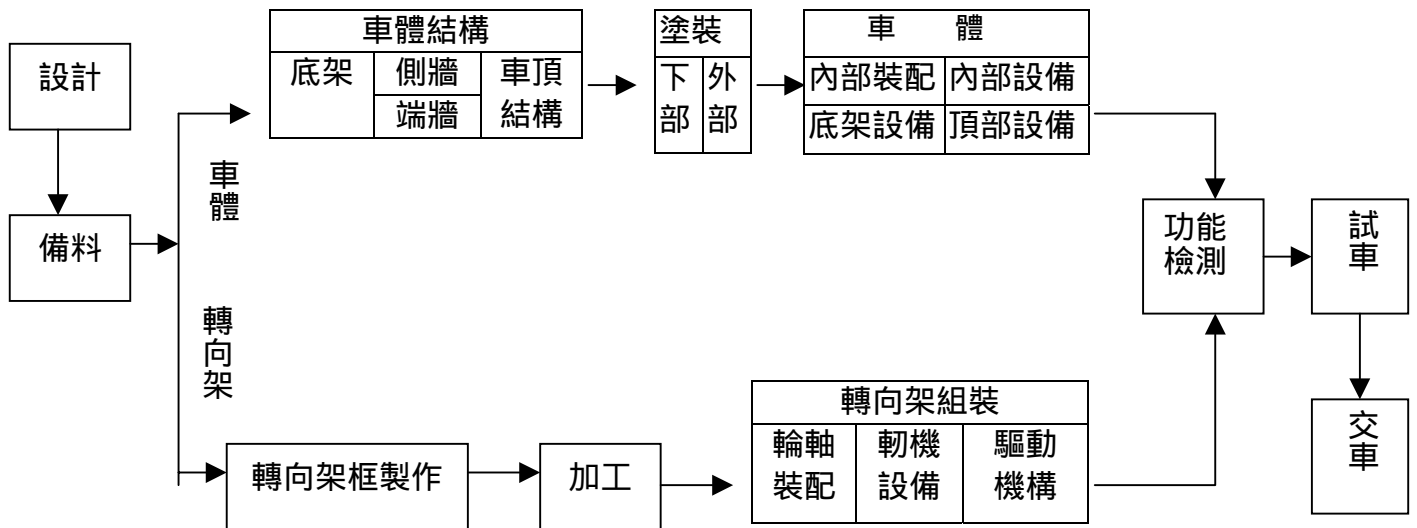 設計
備料
車體
轉向架
車體結構
底架
側牆
端牆
車頂
結構
塗裝
下部
外部
車 體
內部裝配 內部設備
底架設備 頂部設備
轉向架框製作
加工
轉向架組裝
輪軸
裝配
軔機
設備
驅動
機構
功能
檢測
試車
交車